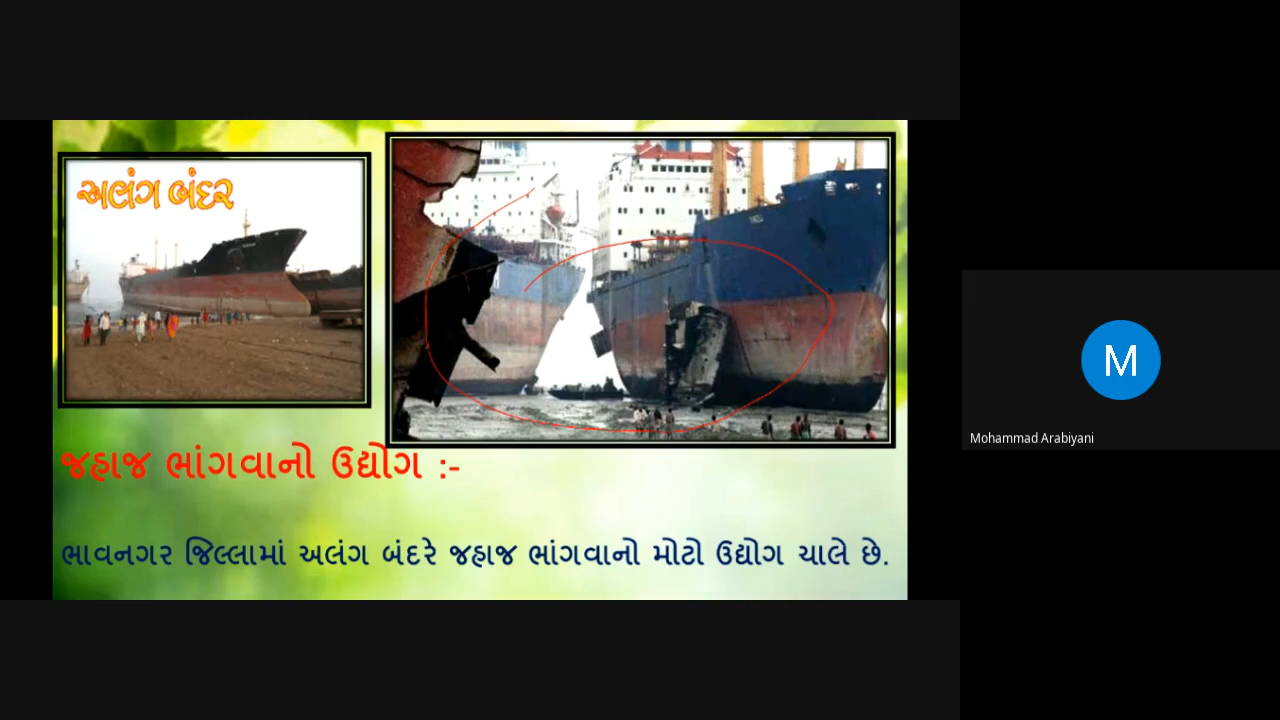 અલંગ બંદર
જહાજ ભાંગવાનો ઉદ્યોગ :-
ભાવનગર જિલ્લામાં અલંગ બંદરે જહાજ ભાંગવાનો મોટો ઉદ્યોગ ચાલે છે.
M
Mohammad Arabiyani